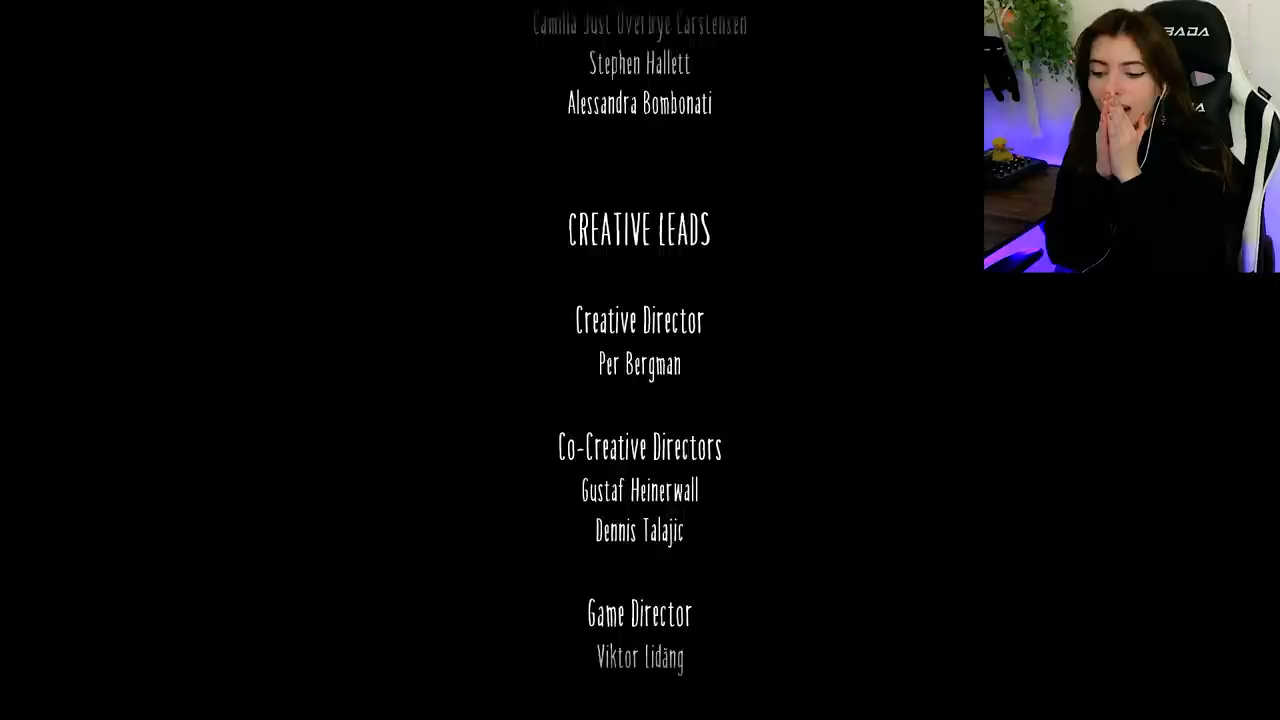 Camilla Just Overbye Carstensen
Stephen Hallett
Alessandra Bombonati
CREATIVE LEADS
Creative Director
Per Bergman
Co-Creative Directors
Gustaf Heinerwall
Dennis Talajic
Game Director
Viktor Lidäng
BADA